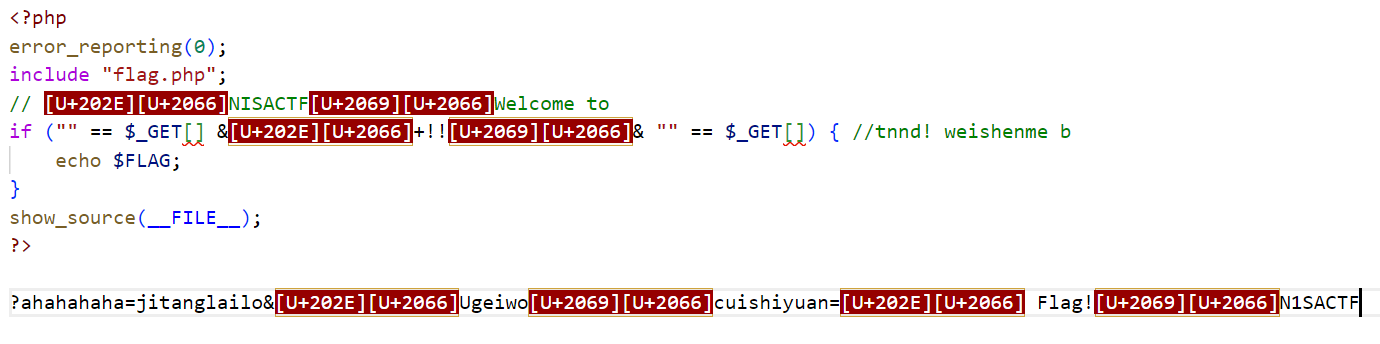 <?php
error_reporting(0);
include "flag.php";
// [U+202E][U+2066]NISACTF[U+2069][U+2066]Welcome to
if ("" == $_GET[] &[U+202E][U+2066]+!![U+2069][U+2066]& "" == $_GET[]) { //tnnd! weishenme b
    echo $FLAG;
}
show_source(__FILE__);
?>
?ahahahaha=jitanglailo&[U+202E][U+2066]Ugeiwo[U+2069][U+2066]cuishiyuan=[U+202E][U+2066] Flag![U+2069][U+2066]N1SACTF